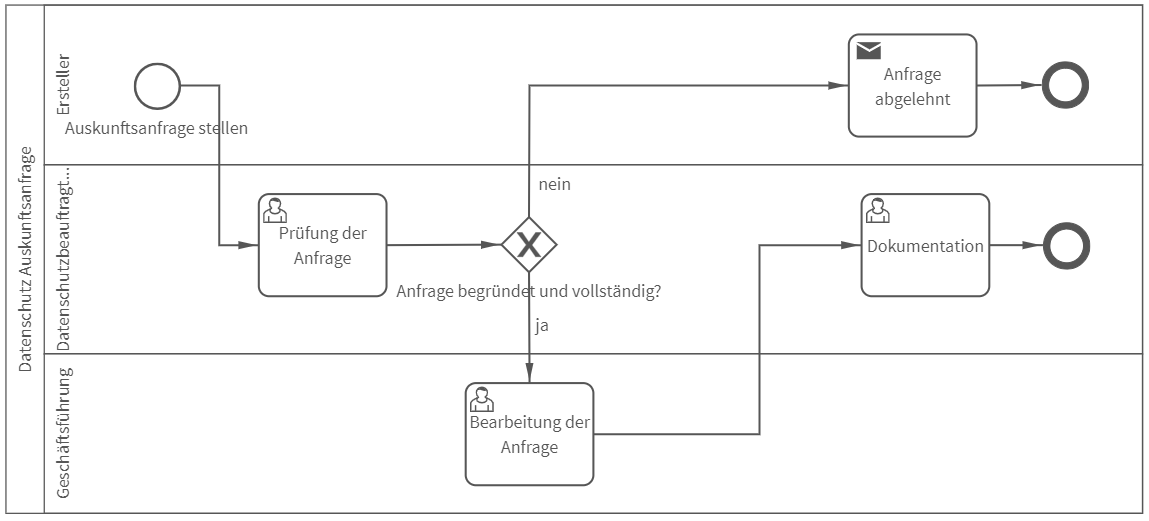 Datenschutz Auskunftsanfrage
Ersteller
Auskunftsanfrage stellen
Anfrage
abgelehnt
Datenschutzbeauftragt...
Prüfung der
Anfrage
nein
X
Anfrage begründet und vollständig?
ja
Dokumentation
Geschäftsführung
Bearbeitung der
Anfrage